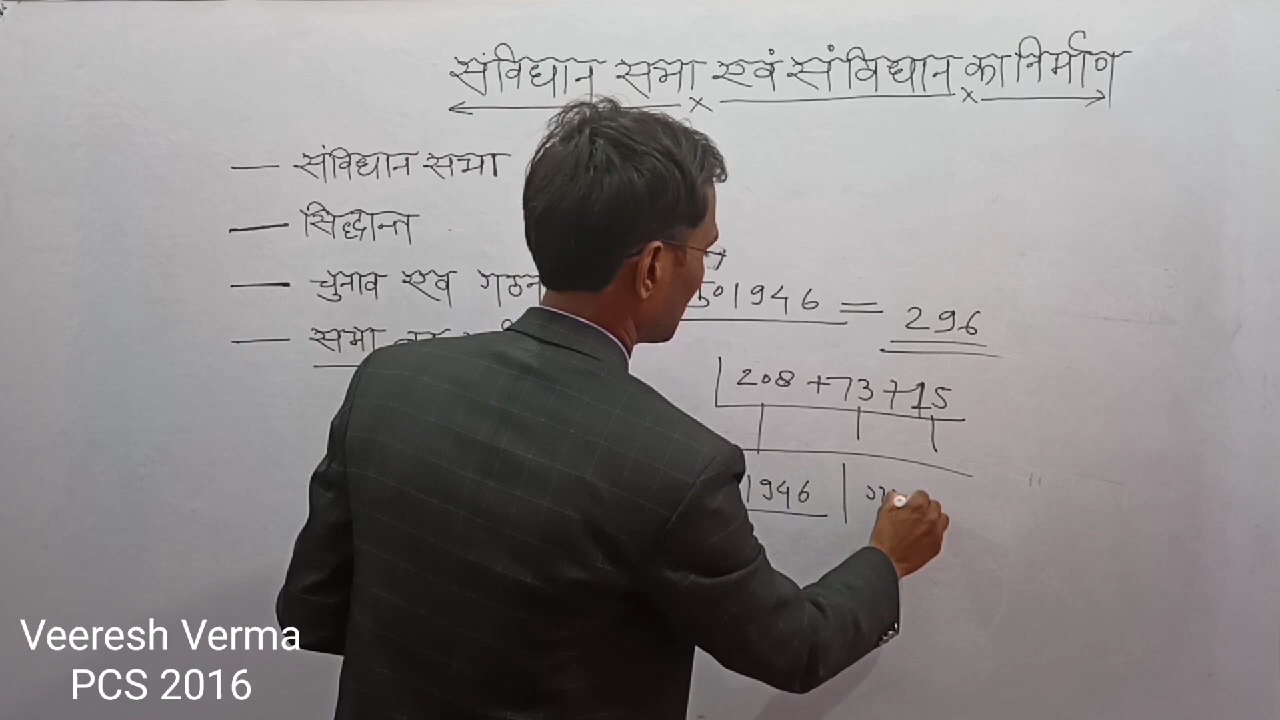 संविधान सभा एवं संविधान का निर्माण
— संविधान सभा
— सिद्धान्त
— चुनाव एव गठन
1946 = 296
— सभा
208 + 73 + 15
1946
Veeresh Verma
PCS 2016